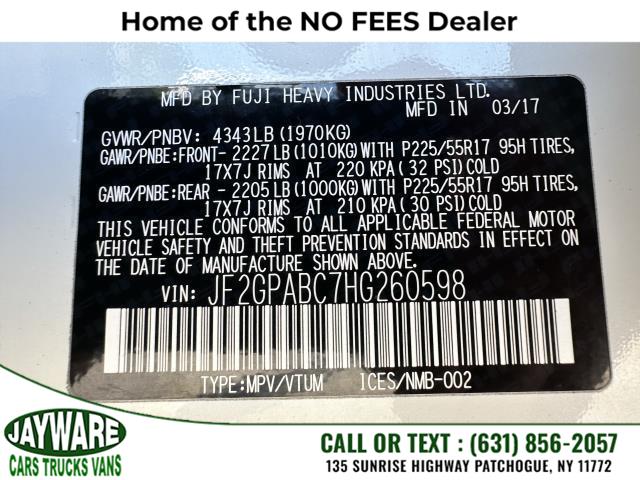 Home of the NO FEES Dealer
MFD BY FUJI HEAVY INDUSTRIES LTD.
MFD IN 03/17
GVWR/PNBV: 4343LB (1970KG)
GAWR/PNBE:FRONT- 2227LB (1010KG)WITH P225/55R17 95H TIRES,
17X7J RIMS AT 220 KPA(32 PSI)COLD
GAWR/PNBE:REAR - 2205LB (1000KG)WITH P225/55R17 95H TIRES,
17X7J RIMS AT 210 KPA(30 PSI)COLD
THIS VEHICLE CONFORMS TO ALL APPLICABLE FEDERAL MOTOR
VEHICLE SAFETY AND THEFT PREVENTION STANDARDS IN EFFECT
ON THE DATE OF MANUFACTURE SHOWN ABOVE.
VIN: JF2GPABC7HG260598
TYPE:MPV/VTUM ICES/NMB-002
JAYWARE
CARS TRUCKS VANS
CALL OR TEXT : (631) 856-2057
135 SUNRISE HIGHWAY PATCHOGUE, NY 11772